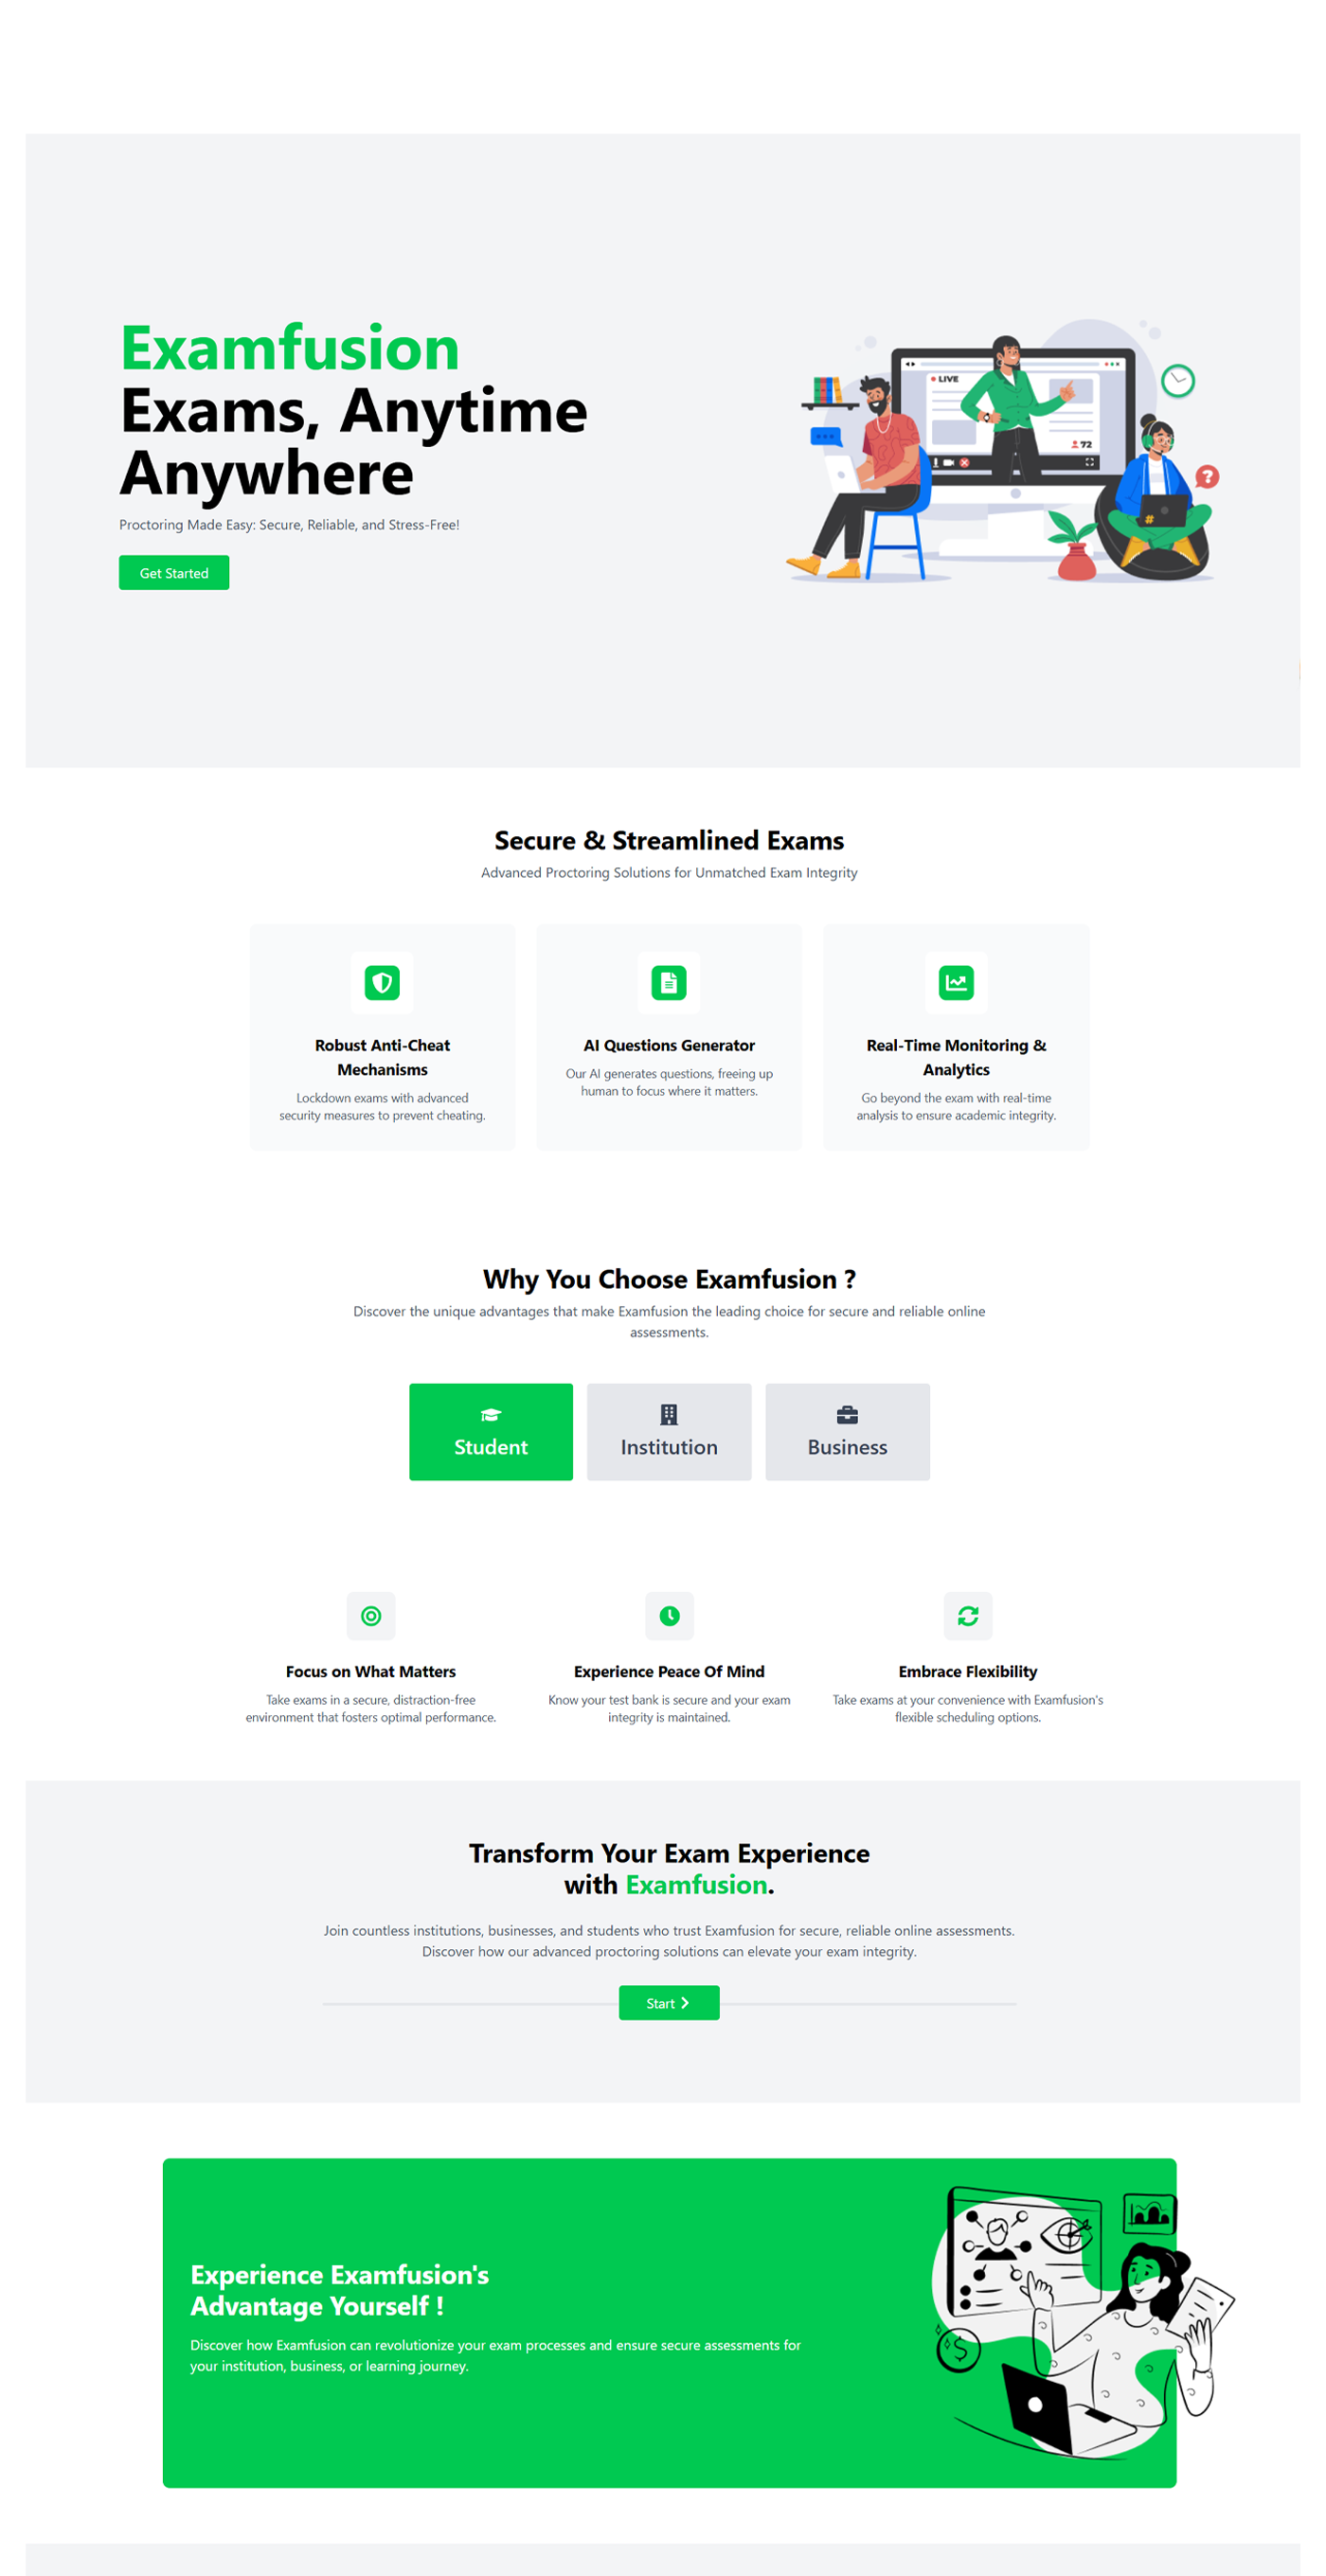 Examfusion
Exams, Anytime
Anywhere
Proctoring Made Easy: Secure, Reliable, and Stress-Free!
Get Started
LIVE
72
?
#
Secure & Streamlined Exams
Advanced Proctoring Solutions for Unmatched Exam Integrity
Robust Anti-Cheat
Mechanisms
Lockdown exams with advanced
security measures to prevent cheating.
AI Questions Generator
Our AI generates questions, freeing up
human to focus where it matters.
Real-Time Monitoring &
Analytics
Go beyond the exam with real-time
analysis to ensure academic integrity.
Why You Choose Examfusion ?
Discover the unique advantages that make Examfusion the leading choice for secure and reliable online
assessments.
Student
Institution
Business
Focus on What Matters
Take exams in a secure, distraction-free
environment that fosters optimal performance.
Experience Peace Of Mind
Know your test bank is secure and your exam
integrity is maintained.
Embrace Flexibility
Take exams at your convenience with Examfusion's
flexible scheduling options.
Transform Your Exam Experience
with Examfusion.
Join countless institutions, businesses, and students who trust Examfusion for secure, reliable online assessments.
Discover how our advanced proctoring solutions can elevate your exam integrity.
Start
Experience Examfusion's
Advantage Yourself !
Discover how Examfusion can revolutionize your exam processes and ensure secure assessments for
your institution, business, or learning journey.
$